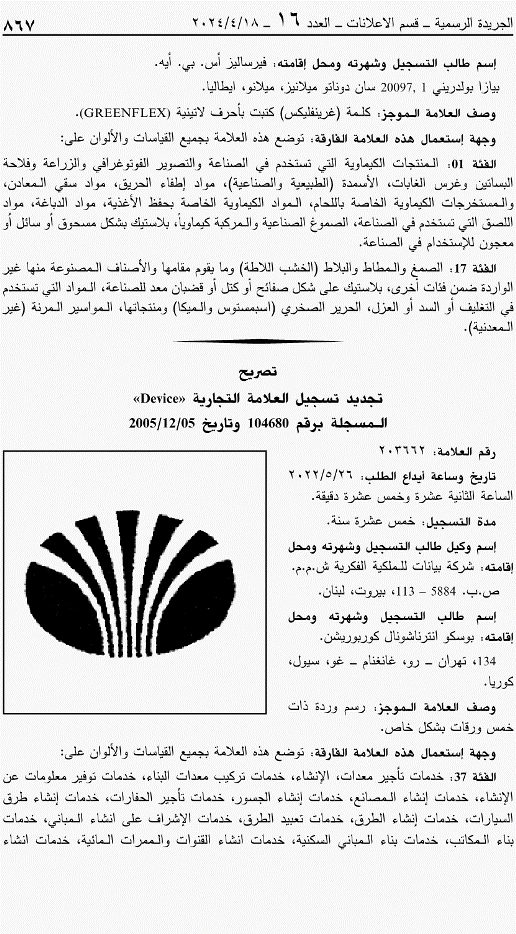 الجريدة الرسمية ــ قسم الاعلانات ــ العدد ١٦ ــ ٢٠٢٤/٤/١٨
٨٦٧
إسم طالب التسجيل وشهرته ومحل إقامته: فيرساليز أس. بي. أيه.
بيازا بولدريني 1 ,20097 سان دوناتو ميلانيز، ميلانو، ايطاليا.
وصف العلامة الموجز: كلمة (غرينفليكس) كتبت بأحرف لاتينية (GREENFLEX).
وجهة إستعمال هذه العلامة الفارقة: توضع هذه العلامة بجميع القياسات والألوان على:
الفئة 01: المنتجات الكيماوية التي تستخدم في الصناعة والتصوير الفوتوغرافي والزراعة وفلاحة
البساتين وغرس الغابات، الأسمدة (الطبيعية والصناعية)، مواد إطفاء الحريق، مواد سقي المعادن،
والمستخرجات الكيماوية الخاصة باللحام، المواد الكيماوية الخاصة بحفظ الأغذية، مواد الدباغة، مواد
اللصق التي تستخدم في الصناعة، الصموغ الصناعية والمركبة كيماوياً، بلاستيك بشكل مسحوق أو سائل أو
معجون للإستخدام في الصناعة.
الفئة 17: الصمغ والمطاط والبلاط (الخشب اللاطة) وما يقوم مقامها والأصناف المصنوعة منها غير
الواردة ضمن فئات أخرى، بلاستيك على شكل صفائح أو كتل أو قضبان معد للصناعة، المواد التي تستخدم
في التغليف أو السد أو العزل، الحرير الصخري (اسبمستوس والميكا) ومنتجاتها، المواسير المرنة (غير
المعدنية).
تصريح
تجديد تسجيل العلامة التجارية «Device»
المسجلة برقم 104680 وتاريخ 2005/12/05
رقم العلامة: ٢٠٣٦٦٢
تاريخ وساعة أيداع الطلب: ٢٠٢٢/٥/٢٦
الساعة الثانية عشرة وخمس عشرة دقيقة.
مدة التسجيل: خمس عشرة سنة.
إسم وكيل طالب التسجيل وشهرته ومحل
إقامته: شركة بيانات للملكية الفكرية ش.م.م.
ص.ب. 5884 – 113، بيروت، لبنان.
إسم طالب التسجيل وشهرته ومحل
إقامته: بوسكو انترناشونال كوربوريشن.
134، تهران ــ رو، غانغنام ــ غو، سيول،
كوريا.
وصف العلامة الموجز: رسم وردة ذات
خمس ورقات بشكل خاص.
وجهة إستعمال هذه العلامة الفارقة: توضع هذه العلامة بجميع القياسات والألوان على:
الفئة 37: خدمات تأجير معدات، الإنشاء، خدمات تركيب معدات البناء، خدمات توفير معلومات عن
الإنشاء، خدمات إنشاء المصانع، خدمات إنشاء الجسور، خدمات تأجير الحفارات، خدمات إنشاء طرق
السيارات، خدمات إنشاء الطرق، خدمات تعبيد الطرق، خدمات الإشراف على انشاء المباني، خدمات
بناء المكاتب، خدمات بناء المباني السكنية، خدمات انشاء القنوات والممرات المائية، خدمات انشاء